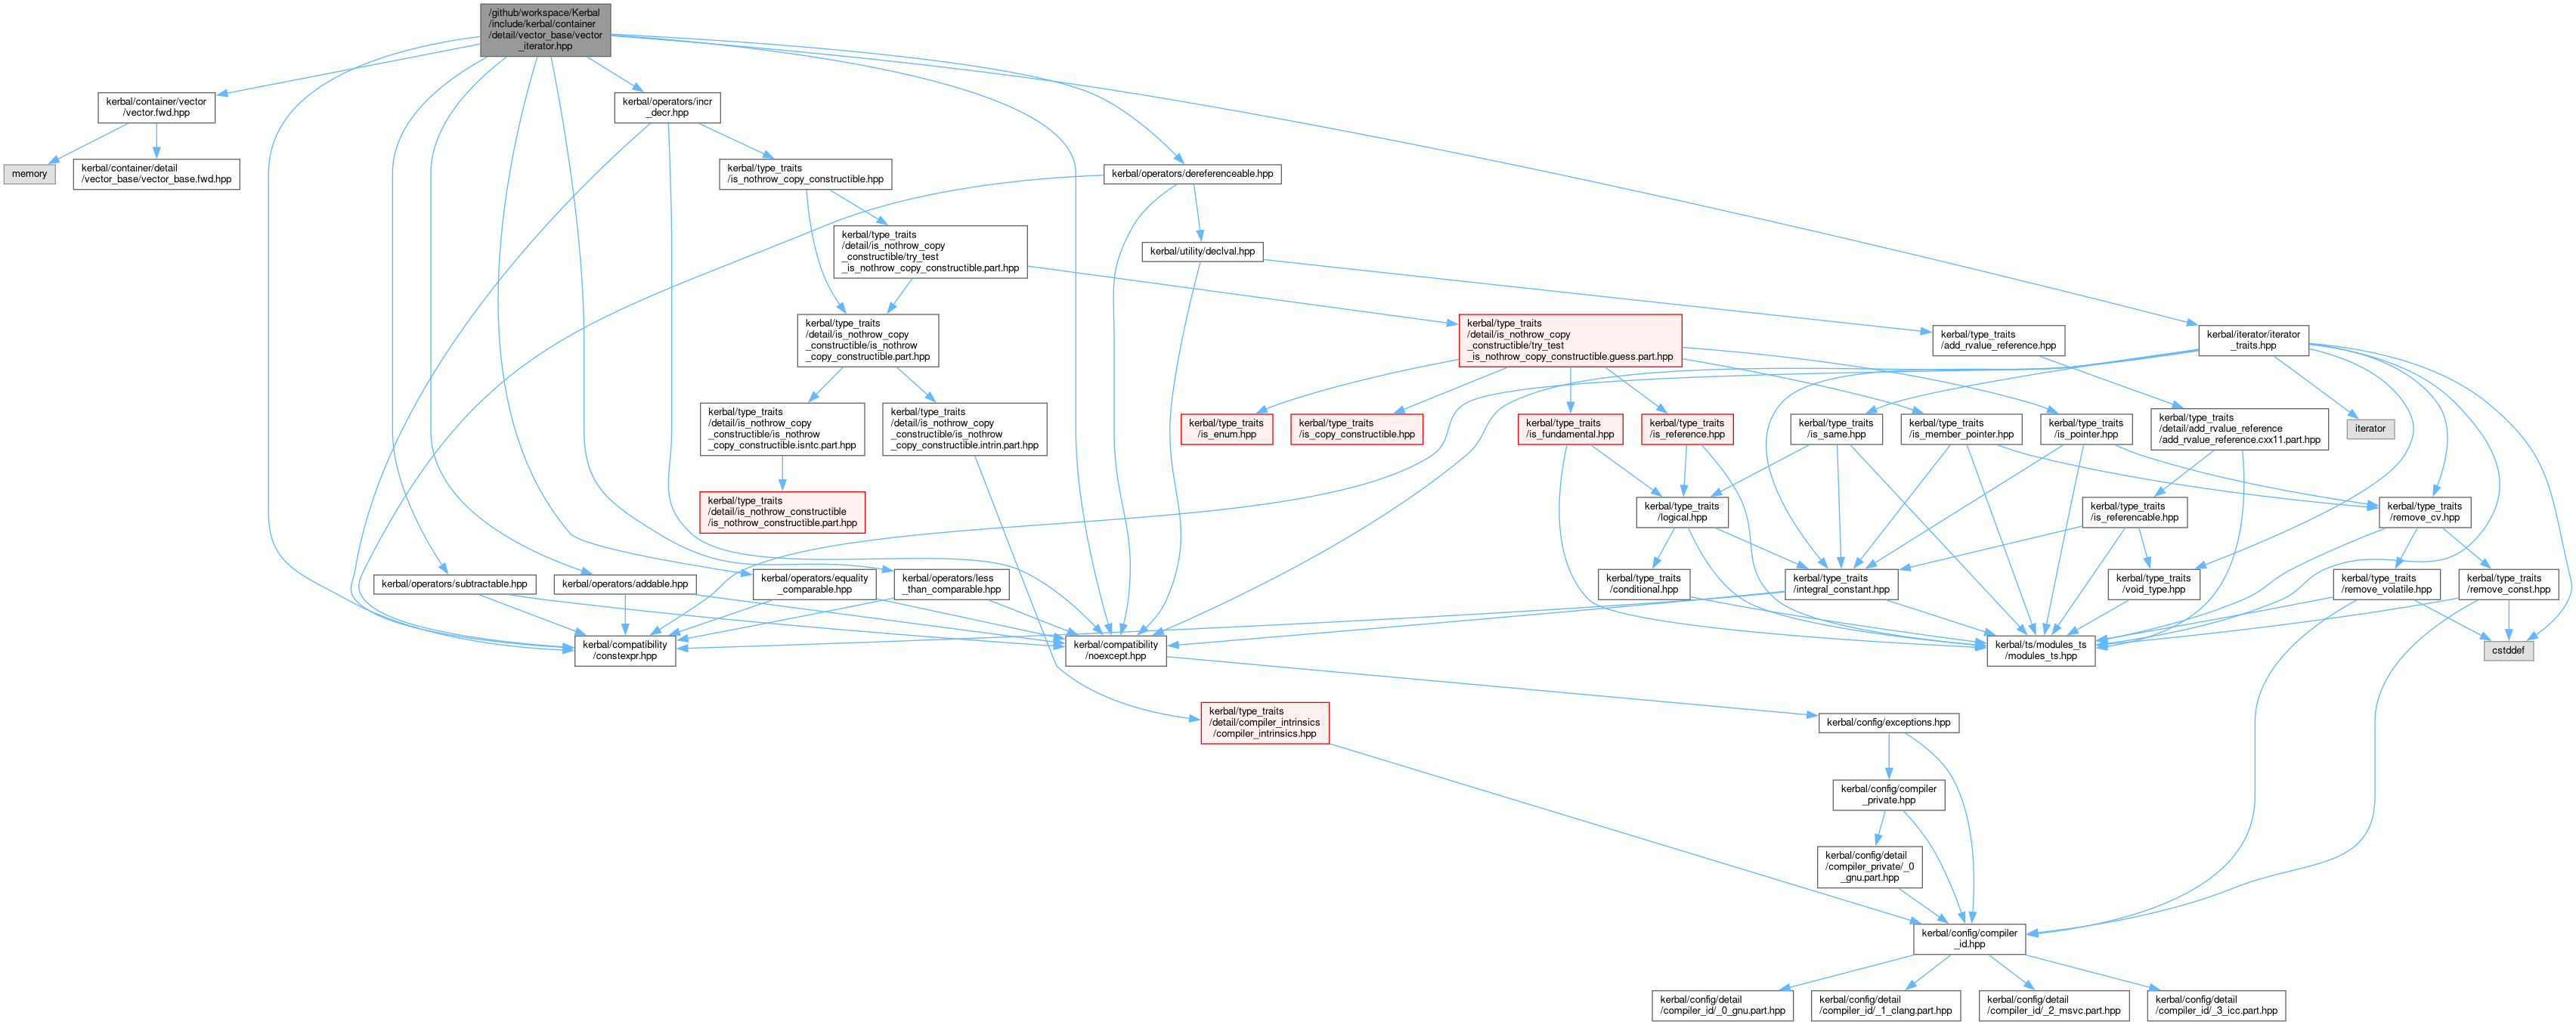 /github/workspace/Kerbal
/include/kerbal/container
/detail/vector_base/vector
_iterator.hpp
kerbal/container/vector
/vector.fwd.hpp
kerbal/operators/incr
_decr.hpp
memory
kerbal/container/detail
/vector_base/vector_base.fwd.hpp
kerbal/type_traits
/is_nothrow_copy_constructible.hpp
kerbal/operators/dereferenceable.hpp
kerbal/type_traits
/detail/is_nothrow_copy
_constructible/try_test
_is_nothrow_copy_constructible.part.hpp
kerbal/utility/declval.hpp
kerbal/type_traits
/detail/is_nothrow_copy
_constructible/is_nothrow
_copy_constructible.part.hpp
kerbal/type_traits
/detail/is_nothrow_copy
_constructible/try_test
_is_nothrow_copy_constructible.guess.part.hpp
kerbal/type_traits
/add_rvalue_reference.hpp
kerbal/iterator/iterator
_traits.hpp
kerbal/type_traits
/detail/is_nothrow_copy
_constructible/is_nothrow
_copy_constructible.isntc.part.hpp
kerbal/type_traits
/detail/is_nothrow_copy
_constructible/is_nothrow
_copy_constructible.intrin.part.hpp
kerbal/type_traits
/is_enum.hpp
kerbal/type_traits
/is_copy_constructible.hpp
kerbal/type_traits
/is_fundamental.hpp
kerbal/type_traits
/is_reference.hpp
kerbal/type_traits
/is_same.hpp
kerbal/type_traits
/is_member_pointer.hpp
kerbal/type_traits
/is_pointer.hpp
kerbal/type_traits
/detail/add_rvalue_reference
/add_rvalue_reference.cxx11.part.hpp
iterator
kerbal/type_traits
/detail/is_nothrow_constructible
/is_nothrow_constructible.part.hpp
kerbal/type_traits
/logical.hpp
kerbal/type_traits
/is_referencable.hpp
kerbal/type_traits
/remove_cv.hpp
kerbal/operators/subtractable.hpp
kerbal/operators/addable.hpp
kerbal/operators/equality
_comparable.hpp
kerbal/operators/less
_than_comparable.hpp
kerbal/type_traits
/conditional.hpp
kerbal/type_traits
/integral_constant.hpp
kerbal/type_traits
/void_type.hpp
kerbal/type_traits
/remove_volatile.hpp
kerbal/type_traits
/remove_const.hpp
kerbal/compatibility
/constexpr.hpp
kerbal/compatibility
/noexcept.hpp
kerbal/ts/modules_ts
/modules_ts.hpp
cstddef
kerbal/type_traits
/detail/compiler_intrinsics
/compiler_intrinsics.hpp
kerbal/config/exceptions.hpp
kerbal/config/compiler
_private.hpp
kerbal/config/detail
/compiler_private/_0
_gnu.part.hpp
kerbal/config/compiler
_id.hpp
kerbal/config/detail
/compiler_id/_0_gnu.part.hpp
kerbal/config/detail
/compiler_id/_1_clang.part.hpp
kerbal/config/detail
/compiler_id/_2_msvc.part.hpp
kerbal/config/detail
/compiler_id/_3_icc.part.hpp